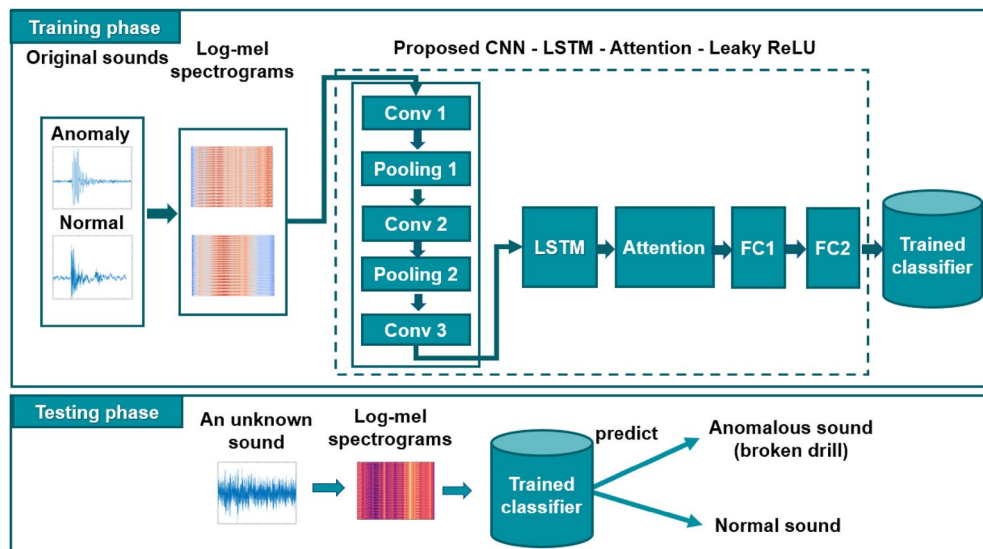 Training phase
Original sounds
Log-mel
spectrograms
Proposed CNN - LSTM - Attention - Leaky ReLU
Anomaly
Normal
Conv 1
Pooling 1
Conv 2
Pooling 2
Conv 3
LSTM
Attention
FC1
FC2
Trained
classifier
Testing phase
An unknown
sound
Log-mel
spectrograms
Trained
classifier
predict
Anomalous sound
(broken drill)
Normal sound